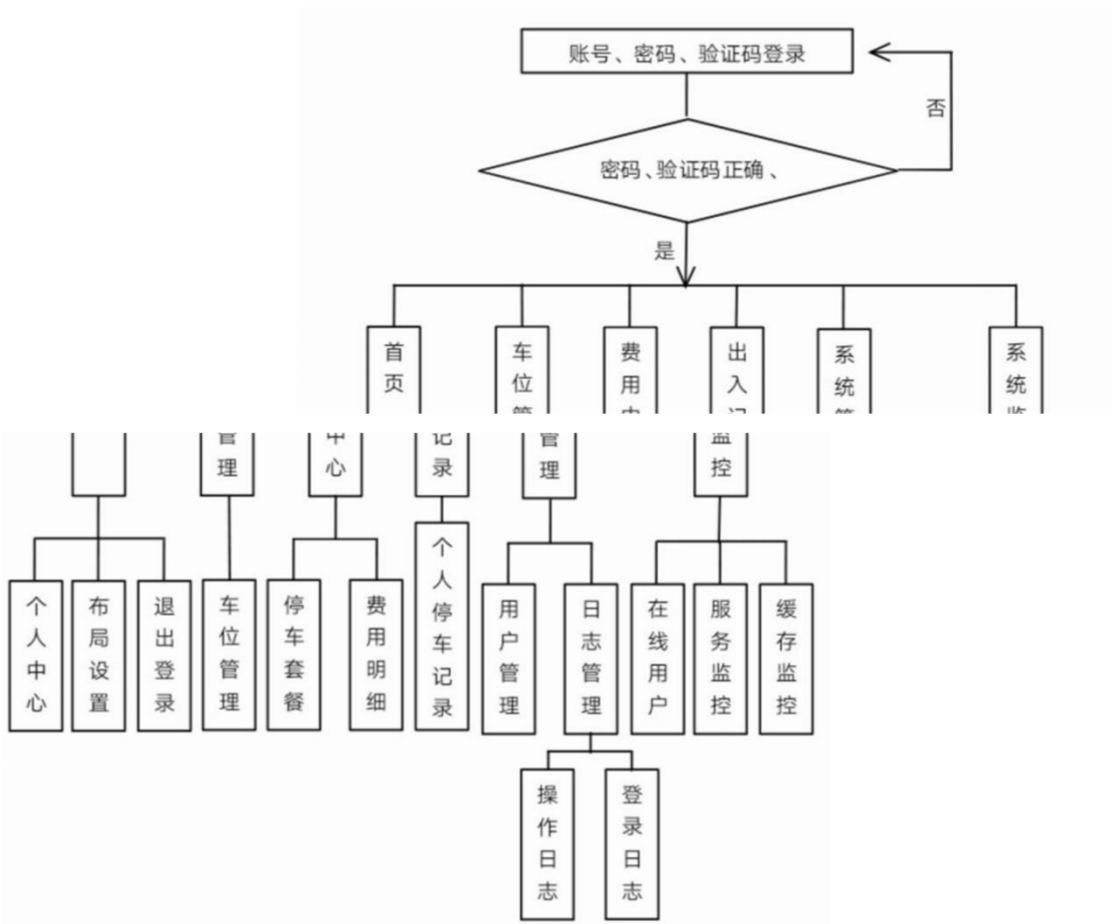 账号、密码、验证码登录
否
密码、验证码正确、
是
首页
车位管
费用中
出入记
系统管
系统监
管理
中心
记录
管理
监控
个人中心
布局设置
退出登录
车位管理
停车套餐
费用明细
个人停车记录
用户管理
日志管理
在线用户
服务监控
缓存监控
操作日志
登录日志